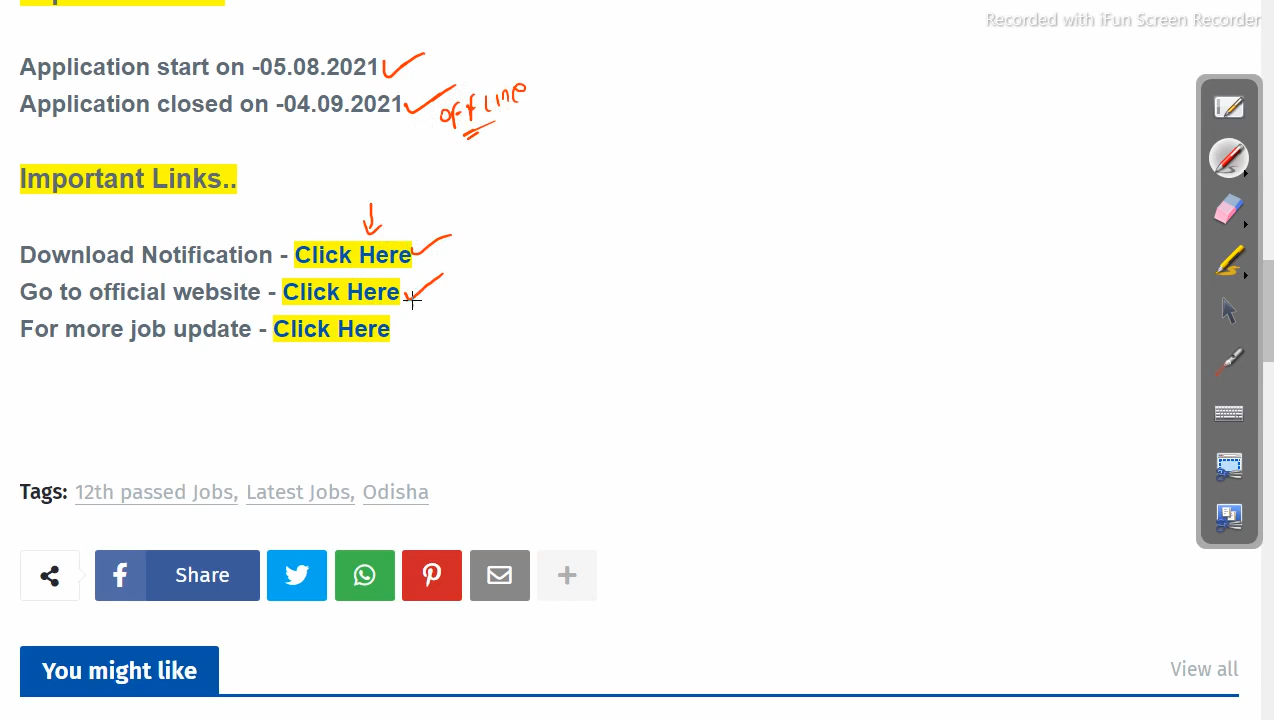 Recorded with iFun Screen Recorder
Application start on -05.08.2021
Application closed on -04.09.2021
offline
Important Links..
Download Notification - Click Here
Go to official website - Click Here
For more job update - Click Here
Tags: 12th passed Jobs, Latest Jobs, Odisha
Share
You might like
View all